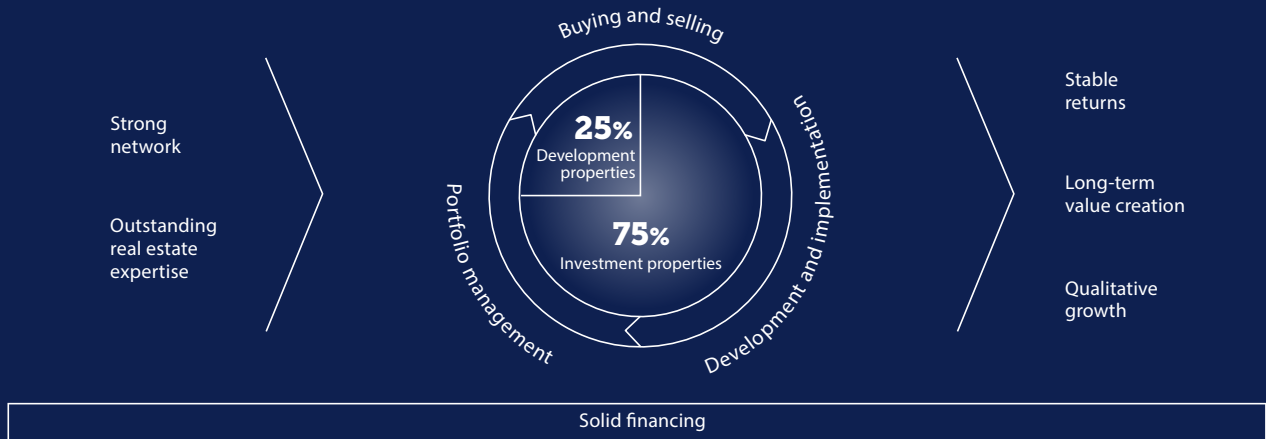 Strong
network
Outstanding
real estate
expertise
Buying and selling
Development and implementation
Portfolio management
25%
Development
properties
75%
Investment properties
Stable
returns
Long-term
value creation
Qualitative
growth
Solid financing